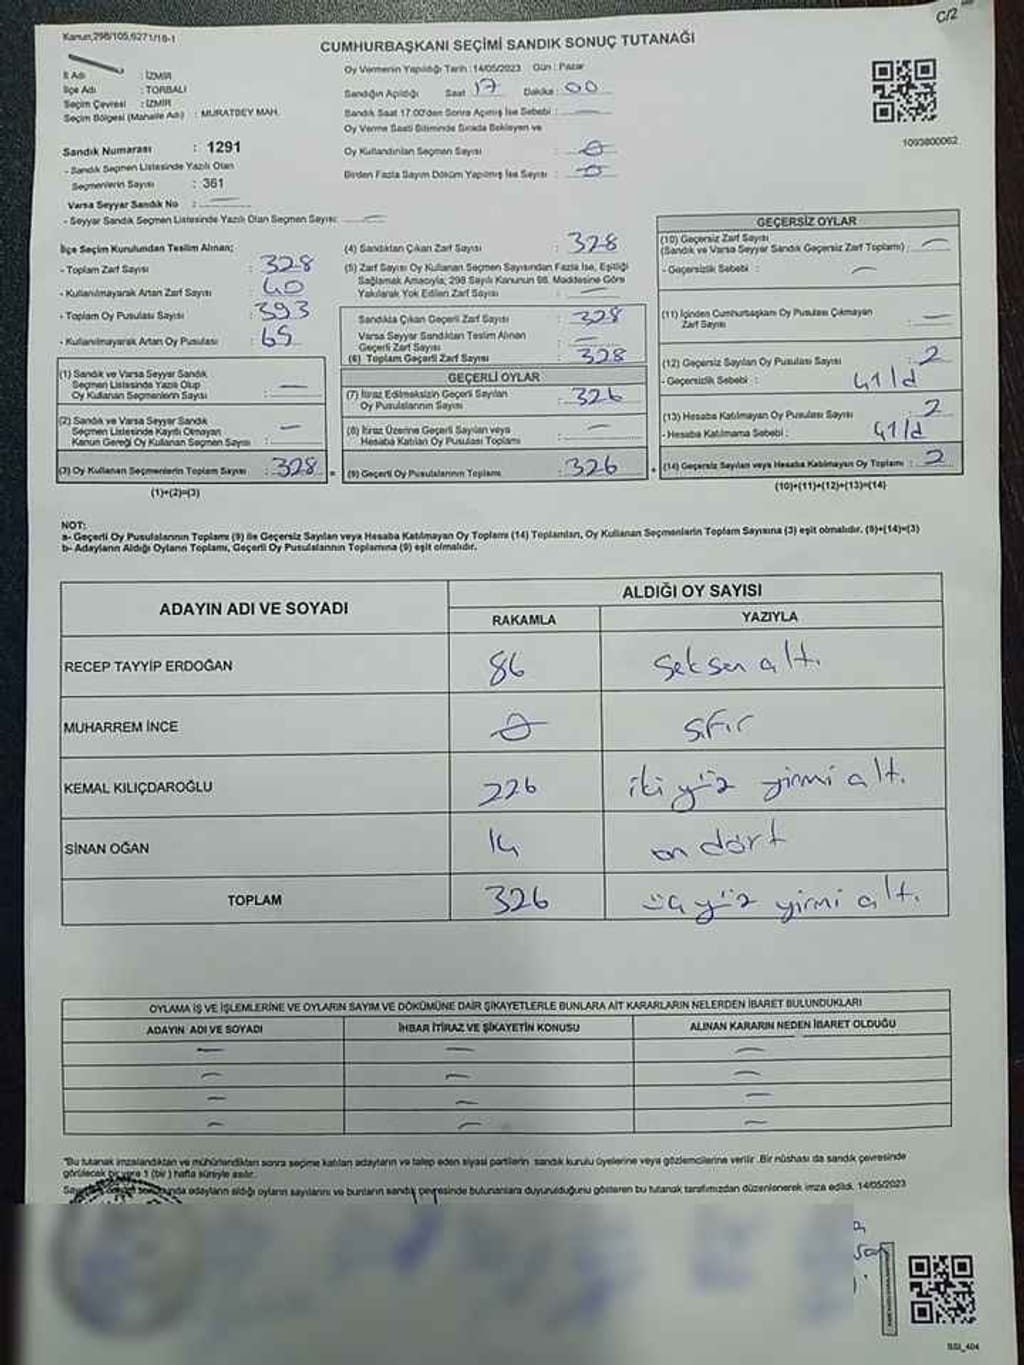 C/2
Kanun,298/105,6271/18-1
CUMHURBAŞKANI SEÇİMİ SANDIK SONUÇ TUTANAĞI
İl Adı : İZMİR
İlçe Adı : TORBALI
Seçim Çevresi : İZMİR
Seçim Bölgesi (Mahalle Adı) : MURATBEY MAH.
Oy Vermenin Yapıldığı Tarih : 14/05/2023 Gün : Pazar
Sandığın Açıldığı Saat 17 Dakika : 00
Sandık Saat 17:00'den Sonra Açılmış İse Sebebi : —
Oy Verme Saati Bitiminde Sırada Bekleyen ve
Oy Kullandırılan Seçmen Sayısı : 0
Birden Fazla Sayım Döküm Yapılmış İse Sayısı : 0
1093800062
Sandık Numarası : 1291
- Sandık Seçmen Listesinde Yazılı Olan
Seçmenlerin Sayısı : 361
Varsa Seyyar Sandık No : —
- Seyyar Sandık Seçmen Listesinde Yazılı Olan Seçmen Sayısı: —
İlçe Seçim Kurulundan Teslim Alınan;
- Toplam Zarf Sayısı : 328
- Kullanılmayarak Artan Zarf Sayısı : 40
- Toplam Oy Pusulası Sayısı : 393
- Kullanılmayarak Artan Oy Pusulası : 65
(1) Sandık ve Varsa Seyyar Sandık
Seçmen Listesinde Yazılı Olup
Oy Kullanan Seçmenlerin Sayısı : —
(2) Sandık ve Varsa Seyyar Sandık
Seçmen Listesinde Kayıtlı Olmayan
Kanun Gereği Oy Kullanan Seçmen Sayısı : —
(3) Oy Kullanan Seçmenlerin Toplam Sayısı : 328 =
(1)+(2)=(3)
(4) Sandıktan Çıkan Zarf Sayısı : 328
(5) Zarf Sayısı Oy Kullanan Seçmen Sayısından Fazla İse, Eşitliği
Sağlamak Amacıyla, 298 Sayılı Kanunun 98. Maddesine Göre
Yakılarak Yok Edilen Zarf Sayısı : —
Sandıkta Çıkan Geçerli Zarf Sayısı : 328
Varsa Seyyar Sandıktan Teslim Alınan
Geçerli Zarf Sayısı : —
(6) Toplam Geçerli Zarf Sayısı : 328
GEÇERLİ OYLAR
(7) İtiraz Edilmeksizin Geçerli Sayılan
Oy Pusulalarının Sayısı : 326
(8) İtiraz Üzerine Geçerli Sayılan veya
Hesaba Katılan Oy Pusulası Toplamı : —
(9) Geçerli Oy Pusulalarının Toplamı : 326 +
GEÇERSİZ OYLAR
(10) Geçersiz Zarf Sayısı
(Sandık ve Varsa Seyyar Sandık Geçersiz Zarf Toplamı) : —
- Geçersizlik Sebebi : —
(11) İçinden Cumhurbaşkanı Oy Pusulası Çıkmayan
Zarf Sayısı : —
(12) Geçersiz Sayılan Oy Pusulası Sayısı : 2
- Geçersizlik Sebebi : 41/d
(13) Hesaba Katılmayan Oy Pusulası Sayısı : 2
- Hesaba Katılmama Sebebi : 41/d
(14) Geçersiz Sayılan veya Hesaba Katılmayan Oy Toplamı : 2
(10)+(11)+(12)+(13)=(14)
NOT:
a- Geçerli Oy Pusulalarının Toplamı (9) ile Geçersiz Sayılan veya Hesaba Katılmayan Oy Toplamı (14) Toplamları, Oy Kullanan Seçmenlerin Toplam Sayısına (3) eşit olmalıdır. (9)+(14)=(3)
b- Adayların Aldığı Oyların Toplamı, Geçerli Oy Pusulalarının Toplamına (9) eşit olmalıdır.
ADAYIN ADI VE SOYADI ALDIĞI OY SAYISI
RAKAMLA YAZIYLA
RECEP TAYYİP ERDOĞAN 86 seksen altı
MUHARREM İNCE 0 sıfır
KEMAL KILIÇDAROĞLU 226 iki yüz yirmi altı
SİNAN OĞAN 14 on dört
TOPLAM 326 üç yüz yirmi altı
OYLAMA İŞ VE İŞLEMLERİNE VE OYLARIN SAYIM VE DÖKÜMÜNE DAİR ŞİKAYETLERLE BUNLARA AİT KARARLARIN NELERDEN İBARET BULUNDUKLARI
ADAYIN ADI VE SOYADI İHBAR İTİRAZ VE ŞİKAYETİN KONUSU ALINAN KARARIN NEDEN İBARET OLDUĞU
— — —
— — —
— — —
— — —
"Bu tutanak imzalandıktan ve mühürlendikten sonra seçime katılan adayların ve talep eden siyasi partilerin sandık kurulu üyelerine veya gözlemcilerine verilir. Bir nüshası da sandık çevresinde
görülecek bir yere 1 (bir) hafta süreyle asılır.
adayların aldığı oyların sayılarını ve bunların sandık çevresinde bulunanlara duyurulduğunu gösteren bu tutanak tarafımızdan düzenlenerek imza edildi. 14/05/2023
SSI_404